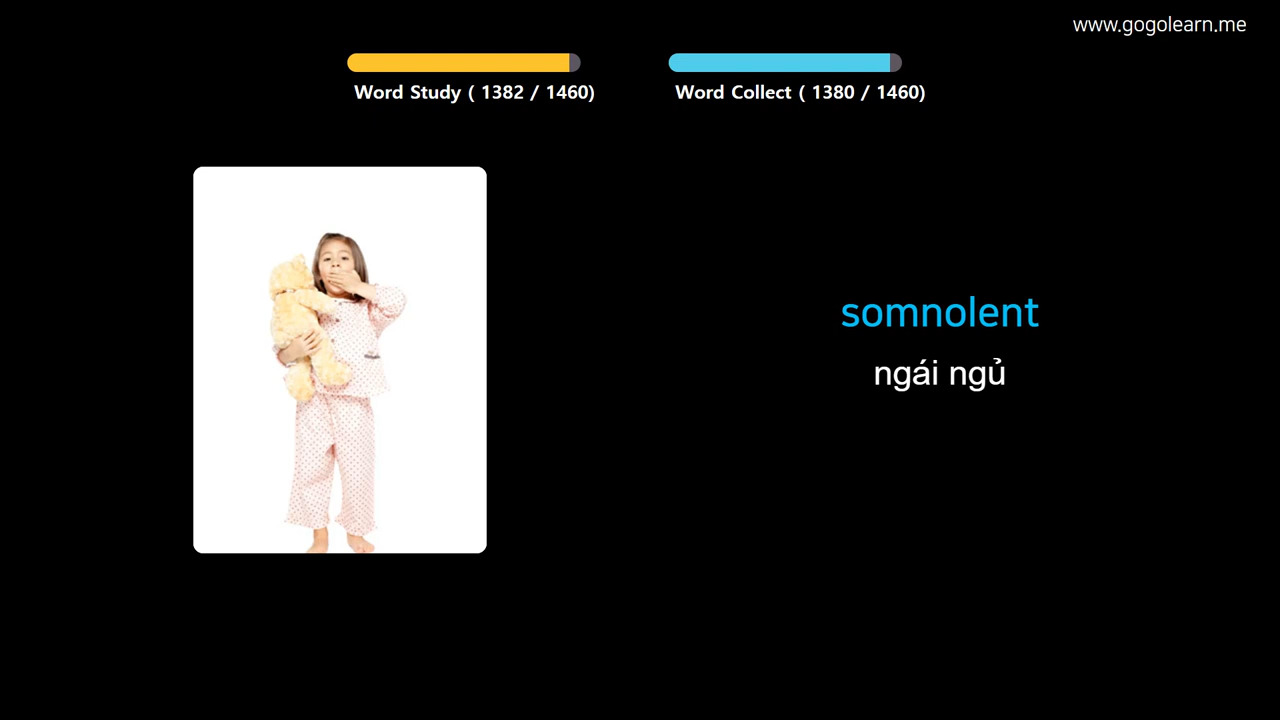 www.gogolearn.me
Word Study ( 1382 / 1460)
Word Collect ( 1380 / 1460)
somnolent
ngái ngủ